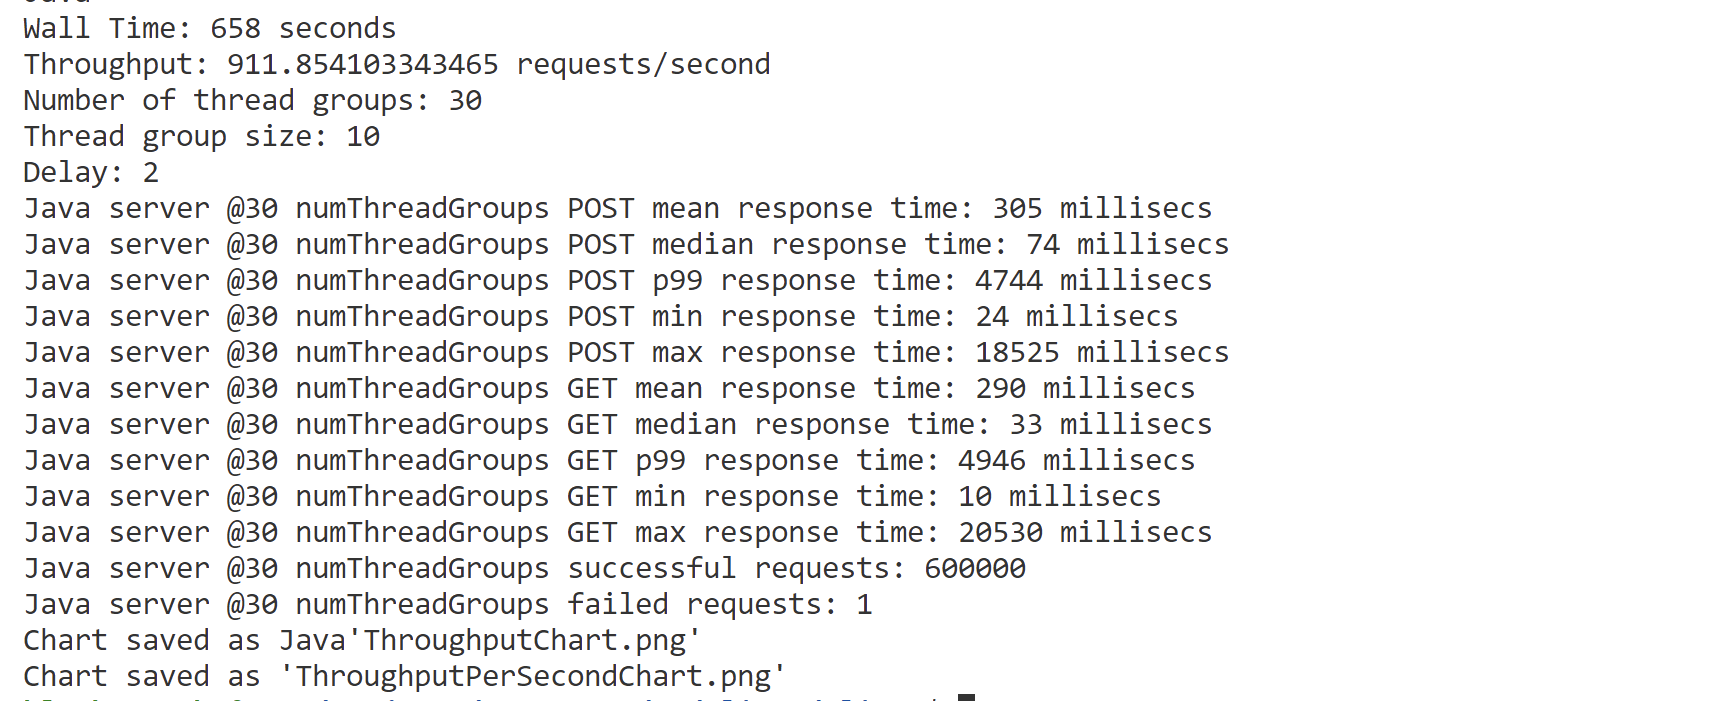 Java
Wall Time: 658 seconds
Throughput: 911.854103343465 requests/second
Number of thread groups: 30
Thread group size: 10
Delay: 2
Java server @30 numThreadGroups POST mean response time: 305 millisecs
Java server @30 numThreadGroups POST median response time: 74 millisecs
Java server @30 numThreadGroups POST p99 response time: 4744 millisecs
Java server @30 numThreadGroups POST min response time: 24 millisecs
Java server @30 numThreadGroups POST max response time: 18525 millisecs
Java server @30 numThreadGroups GET mean response time: 290 millisecs
Java server @30 numThreadGroups GET median response time: 33 millisecs
Java server @30 numThreadGroups GET p99 response time: 4946 millisecs
Java server @30 numThreadGroups GET min response time: 10 millisecs
Java server @30 numThreadGroups GET max response time: 20530 millisecs
Java server @30 numThreadGroups successful requests: 600000
Java server @30 numThreadGroups failed requests: 1
Chart saved as Java'ThroughputChart.png'
Chart saved as 'ThroughputPerSecondChart.png'